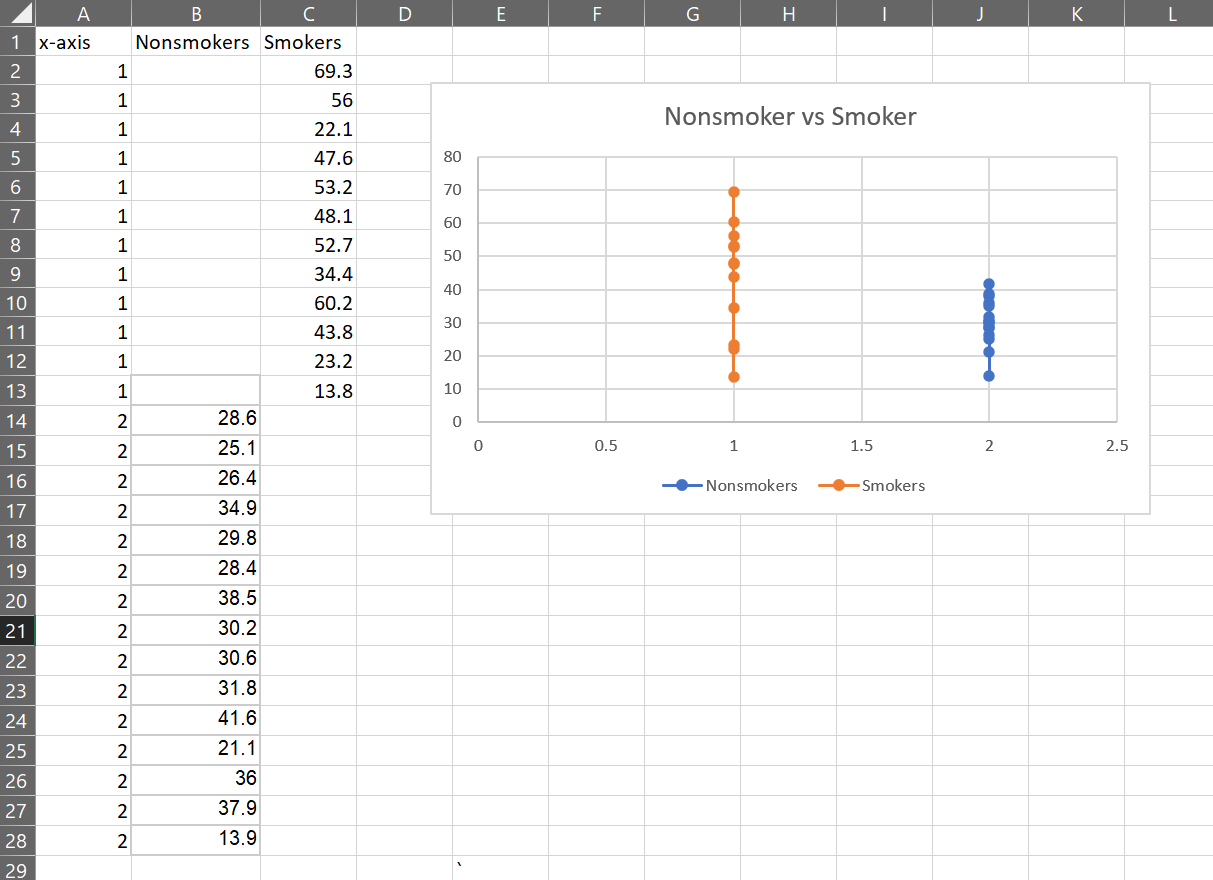 A B C D E F G H I J K L
1 x-axis Nonsmokers Smokers
2 1 69.3
3 1 56
4 1 22.1
5 1 47.6
6 1 53.2
7 1 48.1
8 1 52.7
9 1 34.4
10 1 60.2
11 1 43.8
12 1 23.2
13 1 13.8
14 2 28.6
15 2 25.1
16 2 26.4
17 2 34.9
18 2 29.8
19 2 28.4
20 2 38.5
21 2 30.2
22 2 30.6
23 2 31.8
24 2 41.6
25 2 21.1
26 2 36
27 2 37.9
28 2 13.9
29 `
Nonsmoker vs Smoker
80
70
60
50
40
30
20
10
0
0 0.5 1 1.5 2 2.5
Nonsmokers Smokers